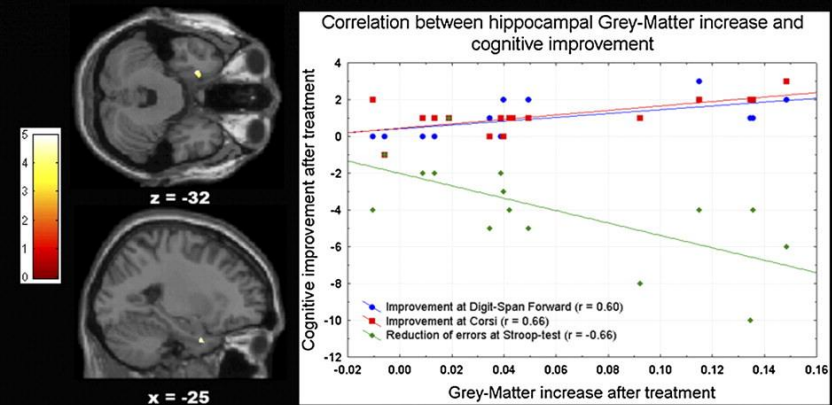 5
4
3
2
1
0
z = -32
x = -25
Correlation between hippocampal Grey-Matter increase and
cognitive improvement
Cognitive improvement after treatment
4
2
0
-2
-4
-6
-8
-10
-12
Improvement at Digit-Span Forward (r = 0.60)
Improvement at Corsi (r = 0.66)
Reduction of errors at Stroop-test (r = -0.66)
-0.02 0.00 0.02 0.04 0.06 0.08 0.10 0.12 0.14 0.16
Grey-Matter increase after treatment